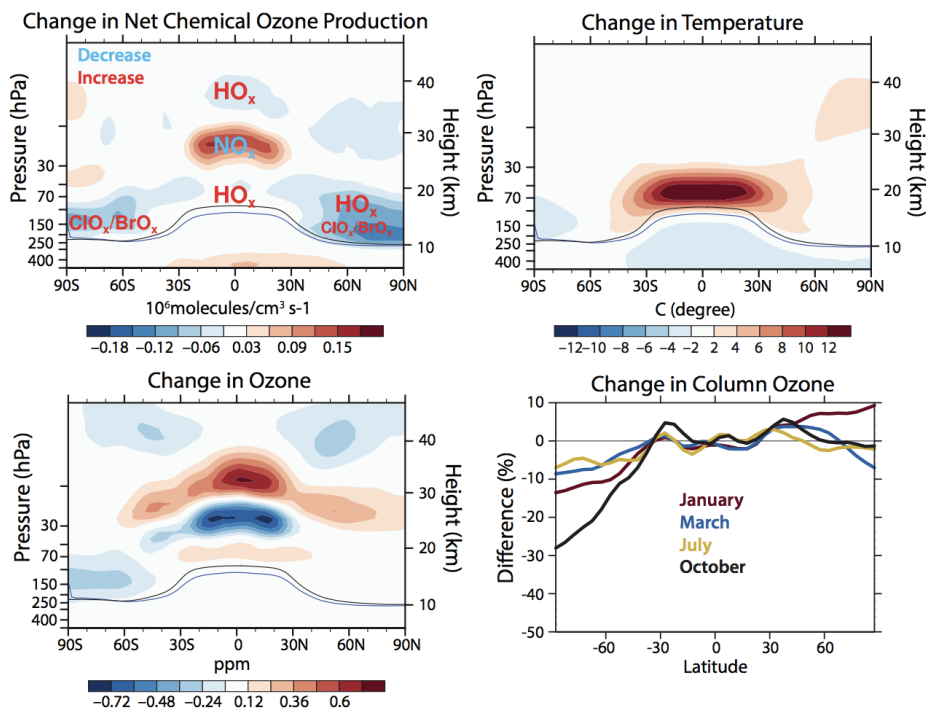 Change in Net Chemical Ozone Production
Decrease
Increase
HOₓ
NOₓ
HOₓ
HOₓ
ClOₓ/BrOₓ
ClOₓ/BrOₓ
Pressure (hPa)
30
70
150
250
400
Height (km)
40
30
20
10
90S 60S 30S 0 30N 60N 90N
10⁶molecules/cm³ s-1
−0.18 −0.12 −0.06 0.03 0.09 0.15
Change in Temperature
Pressure (hPa)
30
70
150
250
400
Height (km)
40
30
20
10
90S 60S 30S 0 30N 60N 90N
C (degree)
−12−10 −8 −6 −4 −2 2 4 6 8 10 12
Change in Ozone
Pressure (hPa)
30
70
150
250
400
Height (km)
40
30
20
10
90S 60S 30S 0 30N 60N 90N
ppm
−0.72 −0.48 −0.24 0.12 0.36 0.6
Change in Column Ozone
Difference (%)
10
0
-10
-20
-30
-40
-50
January
March
July
October
-60 -30 0 30 60
Latitude